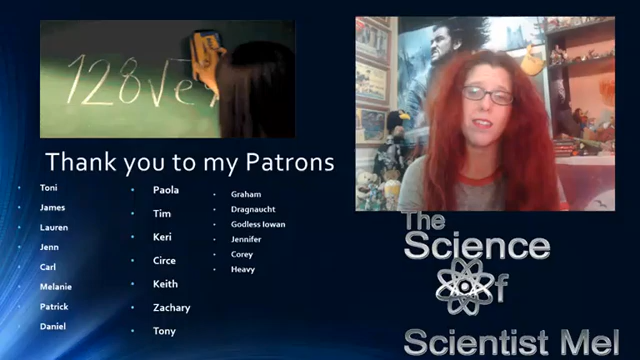 128√e
Thank you to my Patrons
Toni
James
Lauren
Jenn
Carl
Melanie
Patrick
Daniel
Paola
Tim
Keri
Circe
Keith
Zachary
Tony
Graham
Dragnaucht
Godless Iowan
Jennifer
Corey
Heavy
The
Science
of
Scientist Mel